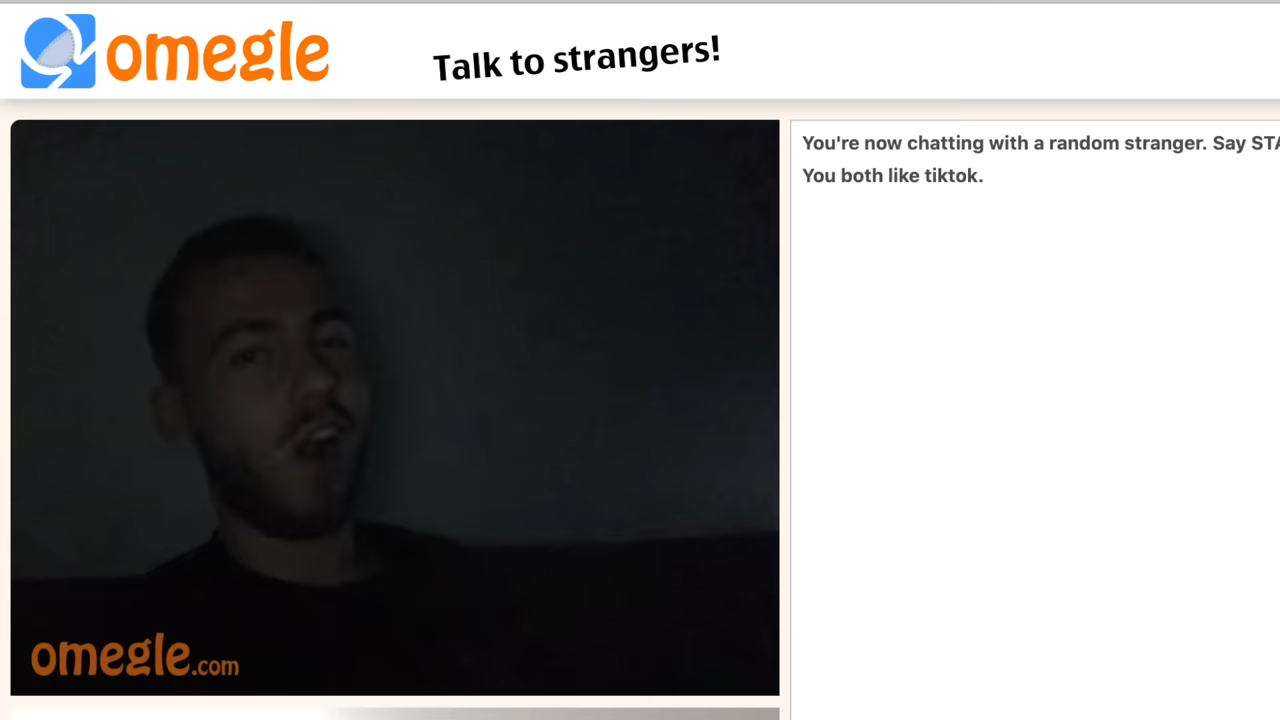 omegle
Talk to strangers!
You're now chatting with a random stranger. Say STA
You both like tiktok.
omegle.com